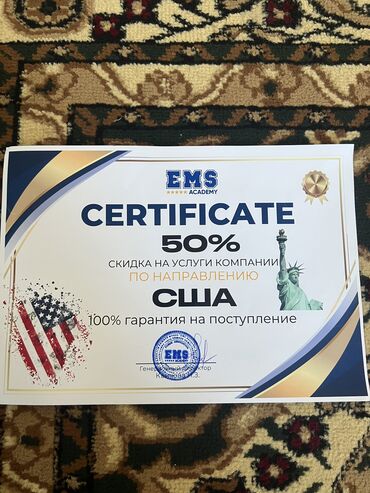 EMS
ACADEMY
CERTIFICATE
50%
СКИДКА НА УСЛУГИ КОМПАНИИ
ПО НАПРАВЛЕНИЮ
США
100% гарантия на поступление
EMS
Генеральный директор